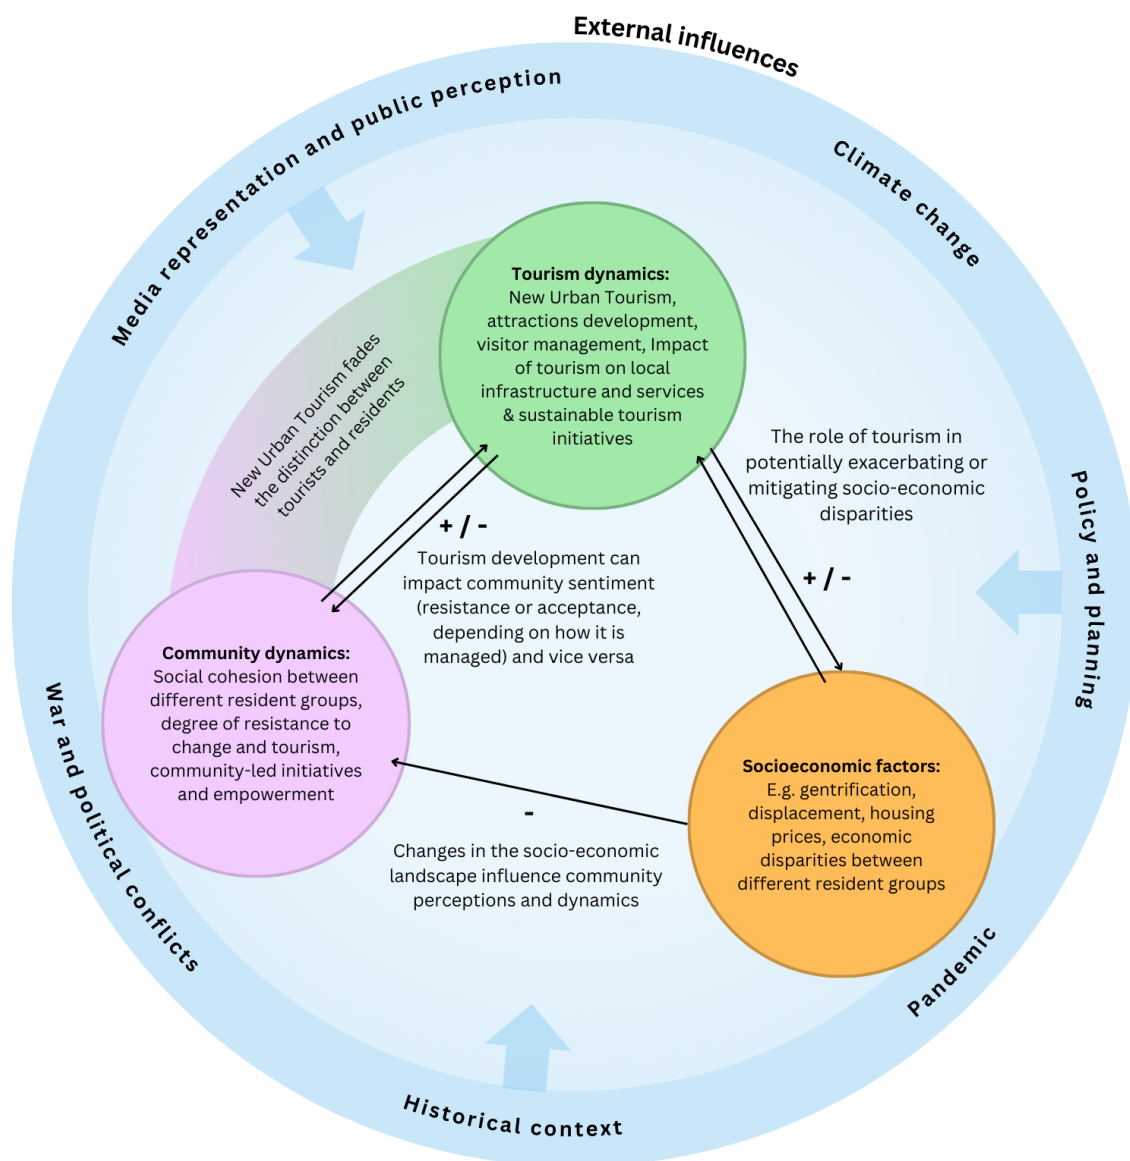 External influences
Media representation and public perception
Climate change
Tourism dynamics:
New Urban Tourism,
attractions development,
visitor management, Impact
of tourism on local
infrastructure and services
& sustainable tourism
initiatives
New Urban Tourism fades
the distinction between
tourists and residents
The role of tourism in
potentially exacerbating or
mitigating socio-economic
disparities
Policy and planning
+ / -
Tourism development can
impact community sentiment
(resistance or acceptance,
depending on how it is
managed) and vice versa
+ / -
Community dynamics:
Social cohesion between
different resident groups,
degree of resistance to
change and tourism,
community-led initiatives
and empowerment
War and political conflicts
Socioeconomic factors:
E.g. gentrification,
displacement, housing
prices, economic
disparities between
different resident groups
-
Changes in the socio-economic
landscape influence community
perceptions and dynamics
Pandemic
Historical context